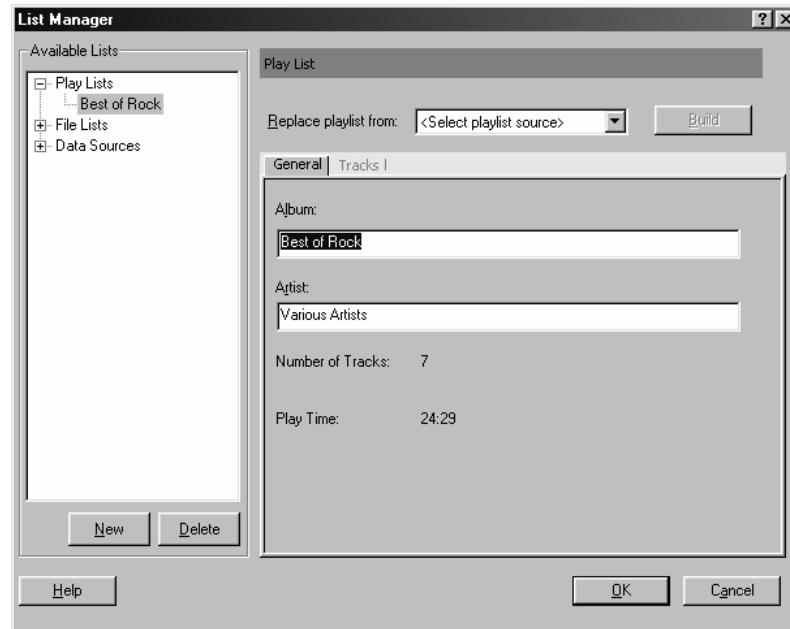 List Manager
Available Lists
Play Lists
Best of Rock
File Lists
Data Sources
New
Delete
Play List
Replace playlist from:
<Select playlist source>
Build
General
Tracks
Album:
Best of Rock
Artist:
Various Artists
Number of Tracks: 7
Play Time: 24:29
Help
OK
Cancel